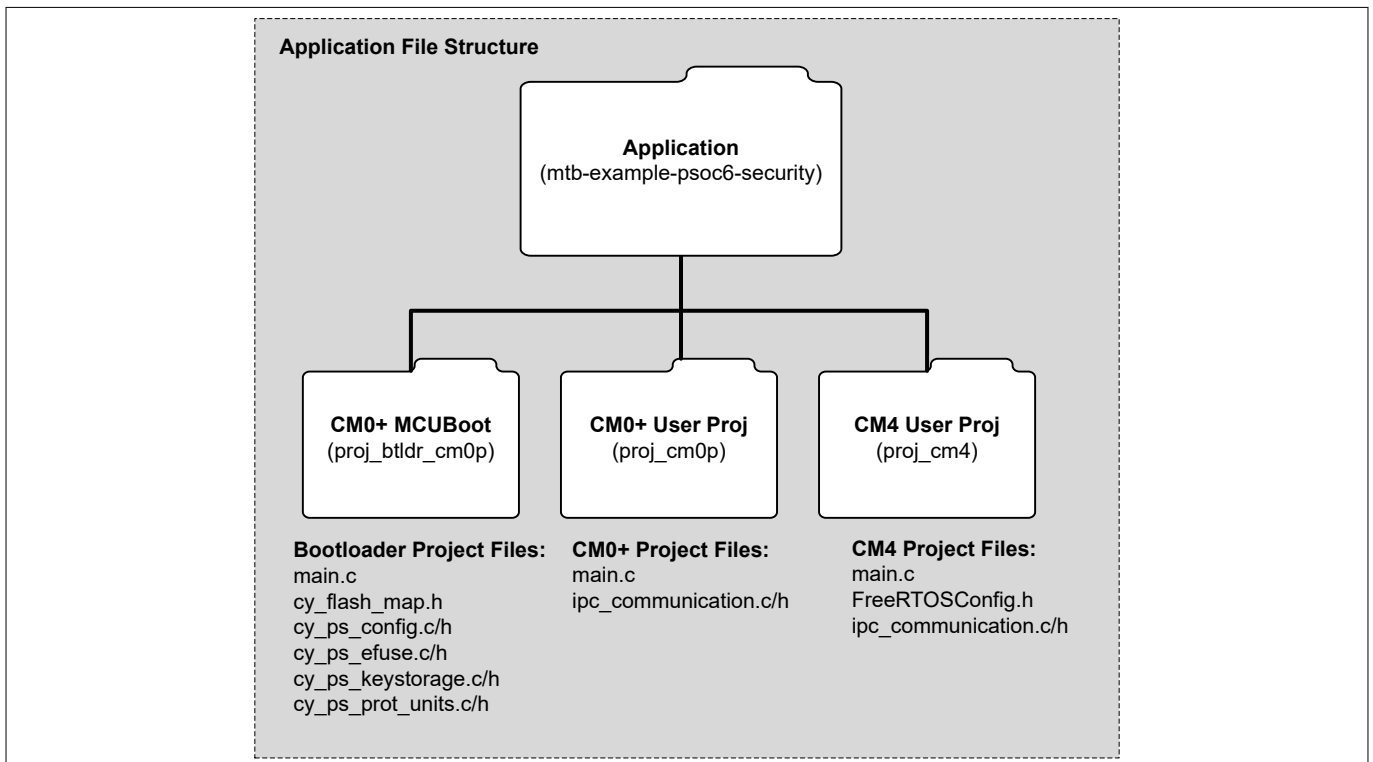 Application File Structure
Application
(mtb-example-psoc6-security)
CM0+ MCUBoot
(proj_btldr_cm0p)
CM0+ User Proj
(proj_cm0p)
CM4 User Proj
(proj_cm4)
Bootloader Project Files:
main.c
cy_flash_map.h
cy_ps_config.c/h
cy_ps_efuse.c/h
cy_ps_keystorage.c/h
cy_ps_prot_units.c/h
CM0+ Project Files:
main.c
ipc_communication.c/h
CM4 Project Files:
main.c
FreeRTOSConfig.h
ipc_communication.c/h